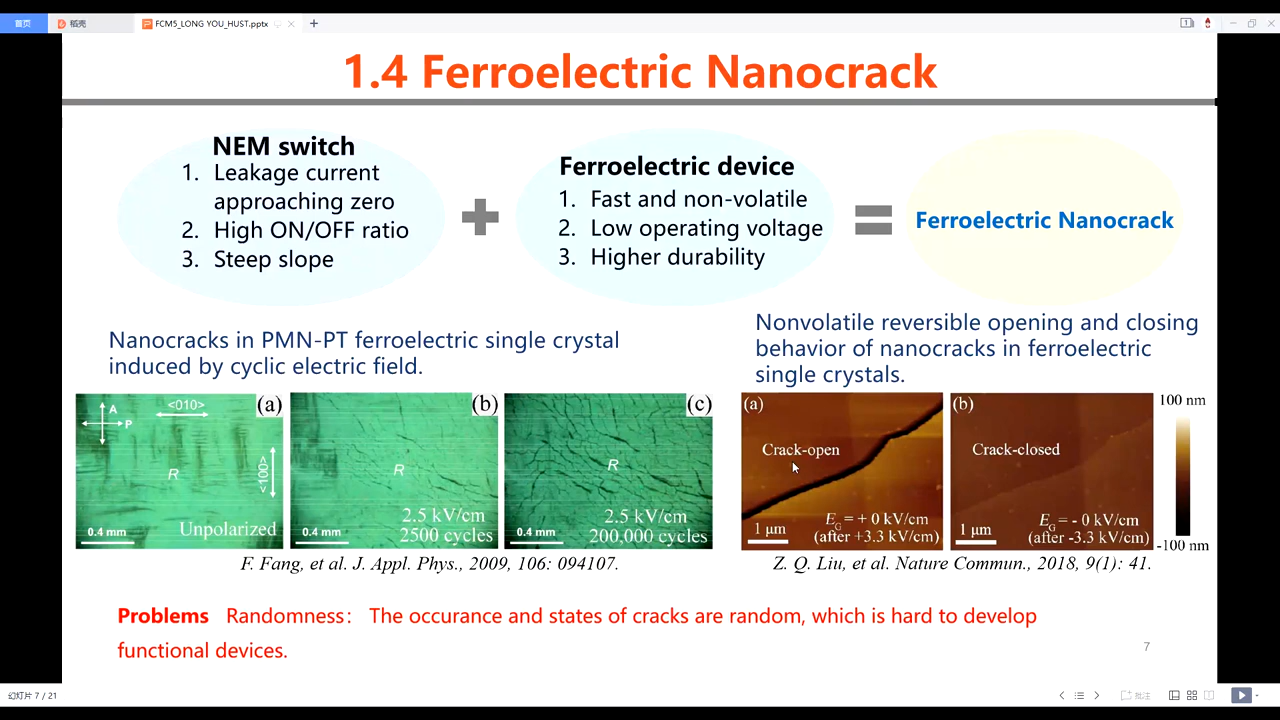 首页
稻壳
FCM5_LONG YOU_HUST.pptx
1.4 Ferroelectric Nanocrack
NEM switch
1. Leakage current
approaching zero
2. High ON/OFF ratio
3. Steep slope
Ferroelectric device
1. Fast and non-volatile
2. Low operating voltage
3. Higher durability
Ferroelectric Nanocrack
Nanocracks in PMN-PT ferroelectric single crystal
induced by cyclic electric field.
Nonvolatile reversible opening and closing
behavior of nanocracks in ferroelectric
single crystals.
(a)
<010>
A
P
R
<100>
0.4 mm
Unpolarized
(b)
R
2.5 kV/cm
0.4 mm
2500 cycles
(c)
R
2.5 kV/cm
0.4 mm
200,000 cycles
(a)
Crack-open
1 μm
E_G = + 0 kV/cm
(after +3.3 kV/cm)
(b)
Crack-closed
1 μm
E_G = - 0 kV/cm
(after -3.3 kV/cm)
100 nm
-100 nm
F. Fang, et al. J. Appl. Phys., 2009, 106: 094107.
Z. Q. Liu, et al. Nature Commun., 2018, 9(1): 41.
Problems Randomness： The occurance and states of cracks are random, which is hard to develop
functional devices.
7
幻灯片 7 / 21
批注